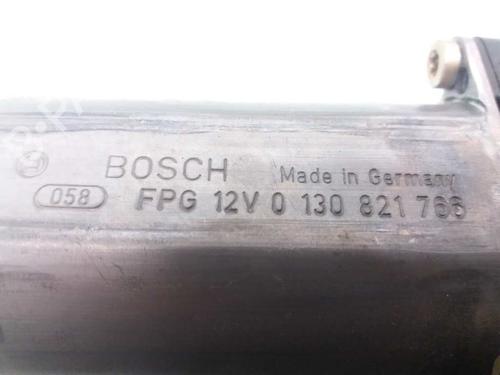 BOSCH Made in Germany
058 FPG 12V 0 130 821 766